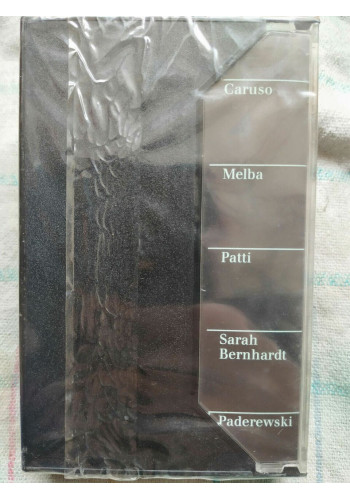 Caruso
Melba
Patti
Sarah
Bernhardt
Paderewski